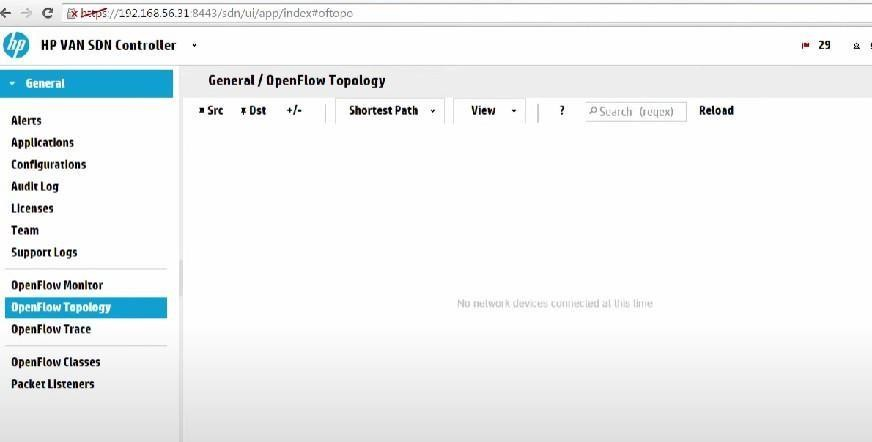 https://192.168.56.31:8443/sdn/ui/app/index#oftopo
hp HP VAN SDN Controller 29
General
General / OpenFlow Topology
Src Dst +/- Shortest Path View ? Search (regex) Reload
Alerts
Applications
Configurations
Audit Log
Licenses
Team
Support Logs
OpenFlow Monitor
OpenFlow Topology
OpenFlow Trace
OpenFlow Classes
Packet Listeners
No network devices connected at this time